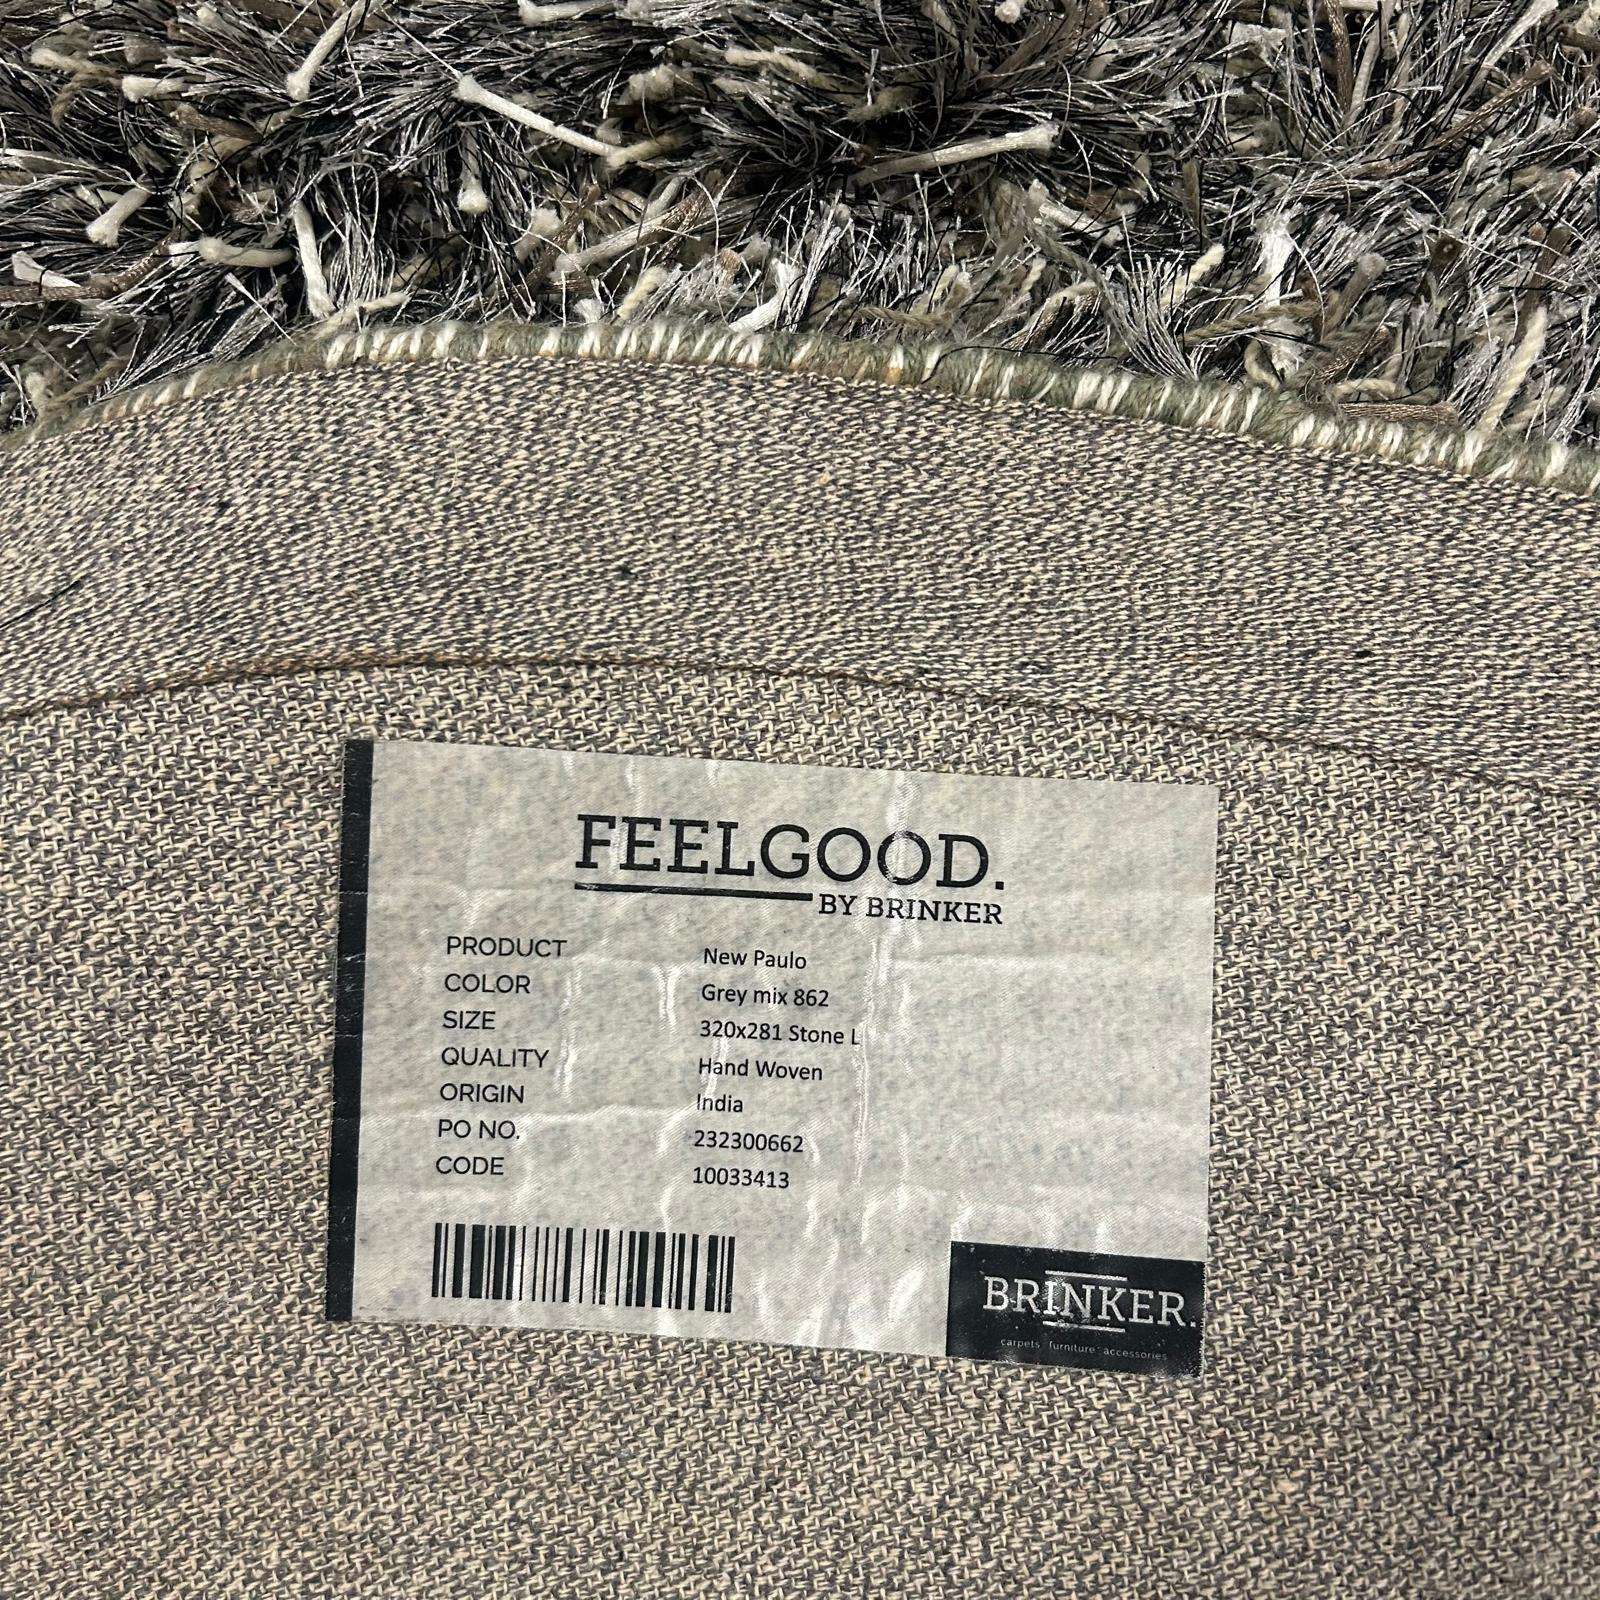 FEELGOOD.
BY BRINKER
PRODUCT New Paulo
COLOR Grey mix 862
SIZE 320x281 Stone L
QUALITY Hand Woven
ORIGIN India
PO NO. 232300662
CODE 10033413
BRINKER.
carpets furniture accessories